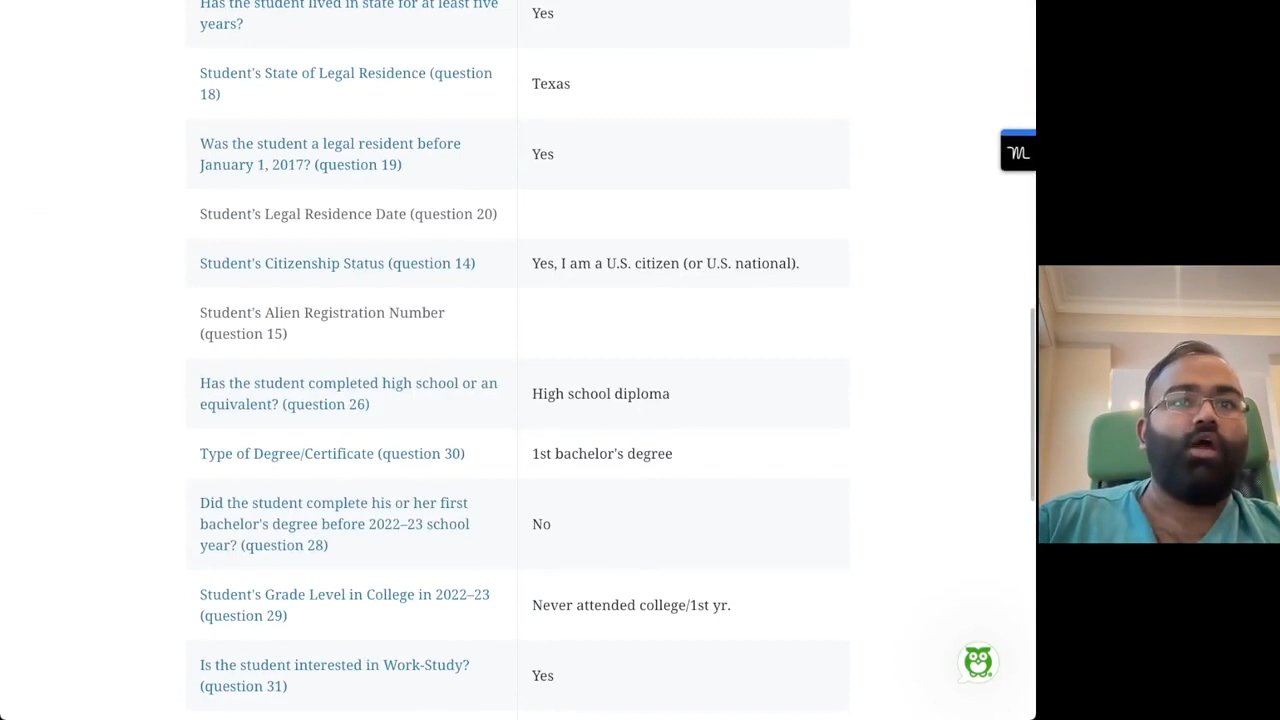 Has the student lived in state for at least five
years?
Yes
Student's State of Legal Residence (question
18)
Texas
Was the student a legal resident before
January 1, 2017? (question 19)
Yes
Student's Legal Residence Date (question 20)
Student's Citizenship Status (question 14)
Yes, I am a U.S. citizen (or U.S. national).
Student's Alien Registration Number
(question 15)
Has the student completed high school or an
equivalent? (question 26)
High school diploma
Type of Degree/Certificate (question 30)
1st bachelor's degree
Did the student complete his or her first
bachelor's degree before 2022–23 school
year? (question 28)
No
Student's Grade Level in College in 2022–23
(question 29)
Never attended college/1st yr.
Is the student interested in Work-Study?
(question 31)
Yes